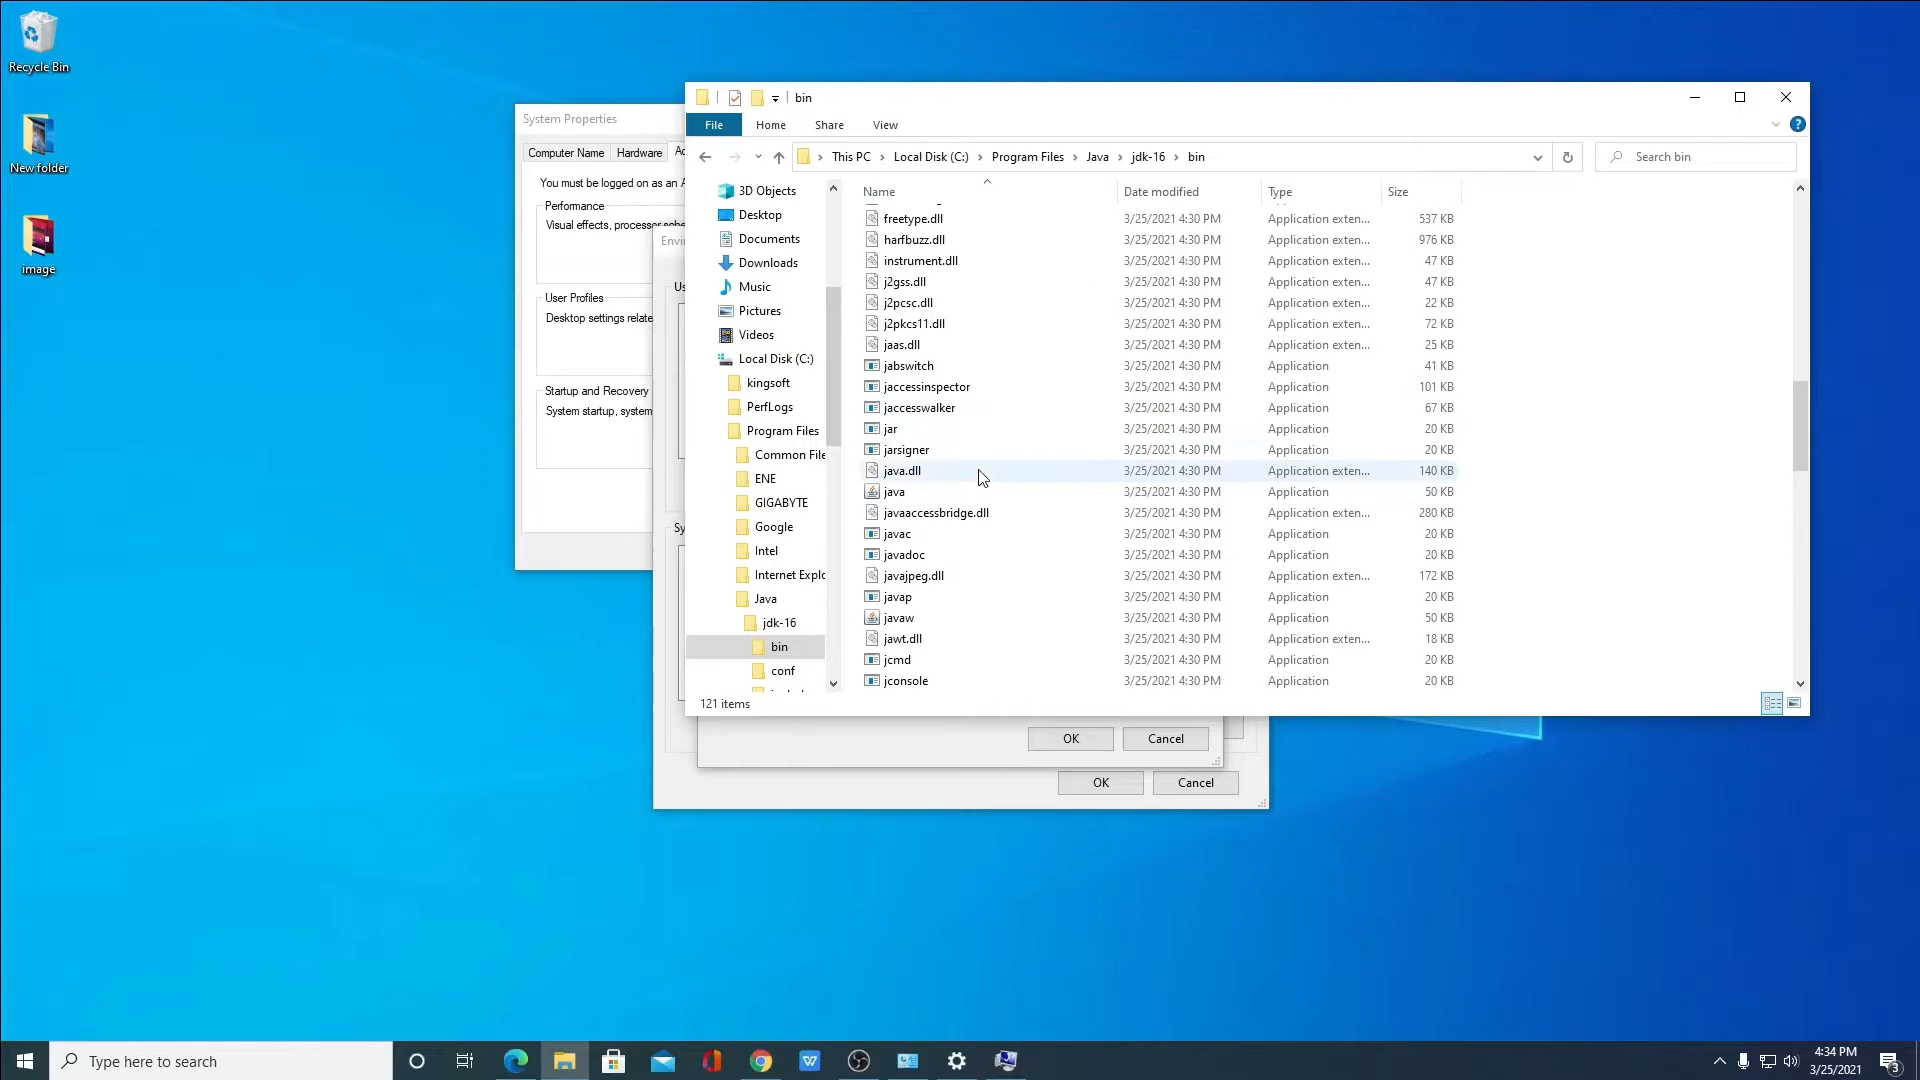 Recycle Bin
New folder
image
System Properties
Computer Name
Hardware
You must be logged on as an A
Performance
Visual effects, processor sche
User Profiles
Desktop settings relate
Startup and Recovery
System startup, system
Envi
Us
Sy
bin
File
Home
Share
View
This PC
Local Disk (C:)
Program Files
Java
jdk-16
bin
Search bin
3D Objects
Desktop
Documents
Downloads
Music
Pictures
Videos
Local Disk (C:)
kingsoft
PerfLogs
Program Files
Common File
ENE
GIGABYTE
Google
Intel
Internet Explo
Java
jdk-16
bin
conf
Name Date modified Type Size
freetype.dll 3/25/2021 4:30 PM Application exten... 537 KB
harfbuzz.dll 3/25/2021 4:30 PM Application exten... 976 KB
instrument.dll 3/25/2021 4:30 PM Application exten... 47 KB
j2gss.dll 3/25/2021 4:30 PM Application exten... 47 KB
j2pcsc.dll 3/25/2021 4:30 PM Application exten... 22 KB
j2pkcs11.dll 3/25/2021 4:30 PM Application exten... 72 KB
jaas.dll 3/25/2021 4:30 PM Application exten... 25 KB
jabswitch 3/25/2021 4:30 PM Application 41 KB
jaccessinspector 3/25/2021 4:30 PM Application 101 KB
jaccesswalker 3/25/2021 4:30 PM Application 67 KB
jar 3/25/2021 4:30 PM Application 20 KB
jarsigner 3/25/2021 4:30 PM Application 20 KB
java.dll 3/25/2021 4:30 PM Application exten... 140 KB
java 3/25/2021 4:30 PM Application 50 KB
javaaccessbridge.dll 3/25/2021 4:30 PM Application exten... 280 KB
javac 3/25/2021 4:30 PM Application 20 KB
javadoc 3/25/2021 4:30 PM Application 20 KB
javajpeg.dll 3/25/2021 4:30 PM Application exten... 172 KB
javap 3/25/2021 4:30 PM Application 20 KB
javaw 3/25/2021 4:30 PM Application 50 KB
jawt.dll 3/25/2021 4:30 PM Application exten... 18 KB
jcmd 3/25/2021 4:30 PM Application 20 KB
jconsole 3/25/2021 4:30 PM Application 20 KB
121 items
OK
Cancel
OK
Cancel
Type here to search
4:34 PM
3/25/2021
3